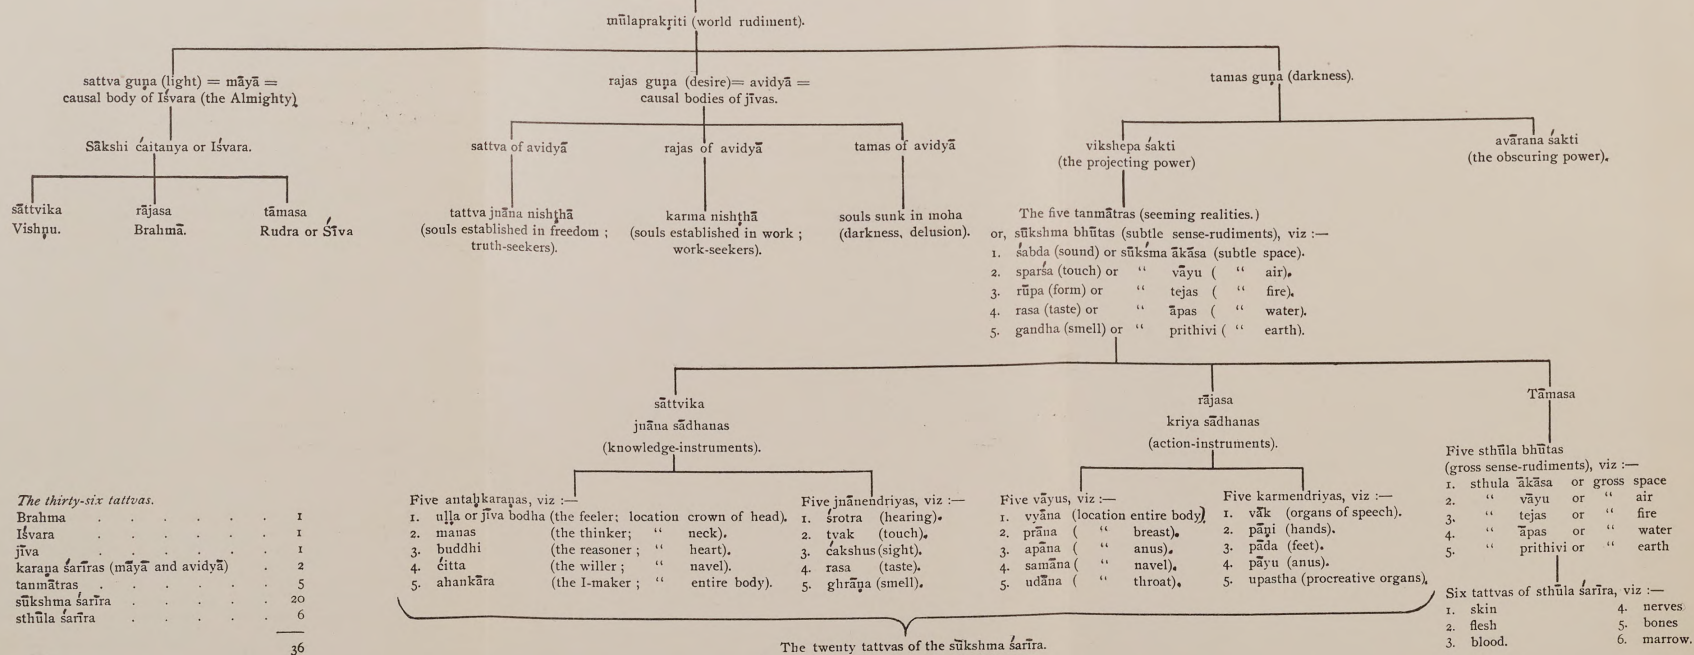 mūlaprakṛiti (world rudiment).
sattva guṇa (light) = māyā =
causal body of Iśvara (the Almighty)
rajas guṇa (desire)= avidyā =
causal bodies of jīvas.
tamas guṇa (darkness).
Sākshi ćaitanya or Iśvara.
sattva of avidyā
rajas of avidyā
tamas of avidyā
vikshepa śakti
(the projecting power)
avārana śakti
(the obscuring power).
sāttvika
Vishṇu.
rājasa
Brahmā.
tāmasa
Rudra or Śīva
tattva jnāna nishṭhā
(souls established in freedom ;
truth-seekers).
karma nishṭhā
(souls established in work ;
work-seekers).
souls sunk in moha
(darkness, delusion).
The five tanmātras (seeming realities.)
or, sūkshma bhūtas (subtle sense-rudiments), viz :—
1. śabda (sound) or sūkśma ākāsa (subtle space).
2. sparśa (touch) or “ vāyu ( “ air).
3. rūpa (form) or “ tejas ( “ fire).
4. rasa (taste) or “ āpas ( “ water).
5. gandha (smell) or “ prithivi ( “ earth).
sāttvika
jnāna sādhanas
(knowledge-instruments).
rājasa
kriya sādhanas
(action-instruments).
Tāmasa
Five antaḥkaraṇas, viz :—
1. uḷḷa or jīva bodha (the feeler; location crown of head).
2. manas (the thinker; “ neck).
3. buddhi (the reasoner ; “ heart).
4. ćitta (the willer ; “ navel).
5. ahankāra (the I-maker ; “ entire body).
Five jnānendriyas, viz :—
1. śrotra (hearing).
2. tvak (touch).
3. ćakshus (sight).
4. rasa (taste).
5. ghrāṇa (smell).
Five vāyus, viz :—
1. vyāna (location entire body)
2. prāna ( “ breast).
3. apāna ( “ anus).
4. samāna ( “ navel).
5. udāna ( “ throat).
Five karmendriyas, viz :—
1. vāk (organs of speech).
2. pāṇi (hands).
3. pāda (feet).
4. pāyu (anus).
5. upastha (procreative organs).
Five sthūla bhūtas
(gross sense-rudiments), viz :—
1. sthula ākāsa or gross space
2. “ vāyu or “ air
3. “ tejas or “ fire
4. “ āpas or “ water
5. “ prithivi or “ earth
Six tattvas of sthūla śarīra, viz :—
1. skin 4. nerves
2. flesh 5. bones
3. blood. 6. marrow.
The thirty-six tattvas.
Brahma . . . . . . 1
Iśvara . . . . . . 1
jīva . . . . . . 1
karaṇa śarīras (māyā and avidyā) . 2
tanmātras . . . . . 5
sūkshma śarīra . . . . 20
sthūla śarīra . . . . 6
36
The twenty tattvas of the sūkshma śarīra.